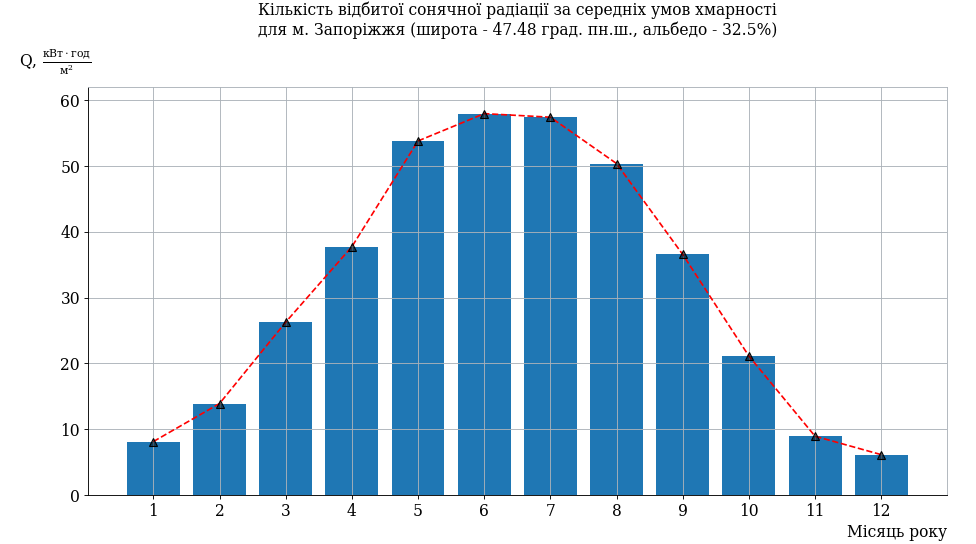 Кількість відбитої сонячної радіації за середніх умов хмарності
для м. Запоріжжя (широта - 47.48 град. пн.ш., альбедо - 32.5%)
Q, кВт · год / м²
60
50
40
30
20
10
0
1 2 3 4 5 6 7 8 9 10 11 12
Місяць року